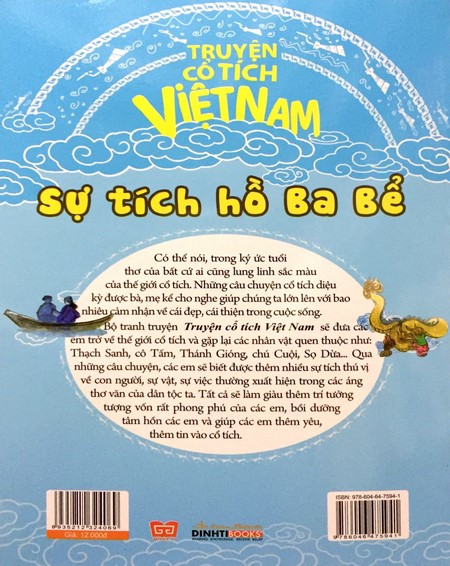 TRUYỆN
CỔ TÍCH
VIỆT NAM
Sự tích hồ Ba Bể
Có thể nói, trong ký ức tuổi
thơ của bất cứ ai cũng lung linh sắc màu
của thế giới cổ tích. Những câu chuyện cổ tích diệu
kỳ được bà, mẹ kể cho nghe giúp chúng ta lớn lên với bao
nhiêu cảm nhận về cái đẹp, cái thiện trong cuộc sống.
Bộ tranh truyện Truyện cổ tích Việt Nam sẽ đưa các
em trở về thế giới cổ tích và gặp lại các nhân vật quen thuộc như:
Thạch Sanh, cô Tấm, Thánh Gióng, chú Cuội, Sọ Dừa... Qua
những câu chuyện, các em sẽ biết được thêm nhiều sự tích thú vị
về con người, sự vật, sự việc thường xuất hiện trong các áng
thơ văn của dân tộc ta. Tất cả sẽ làm giàu thêm trí tưởng
tượng vốn rất phong phú của các em, bồi dưỡng
tâm hồn các em và giúp các em thêm yêu,
thêm tin vào cổ tích.
8935212324069
Giá: 12.000đ
DINHTIBOOKS
ISBN: 978-604-64-7594-1
9786046475941